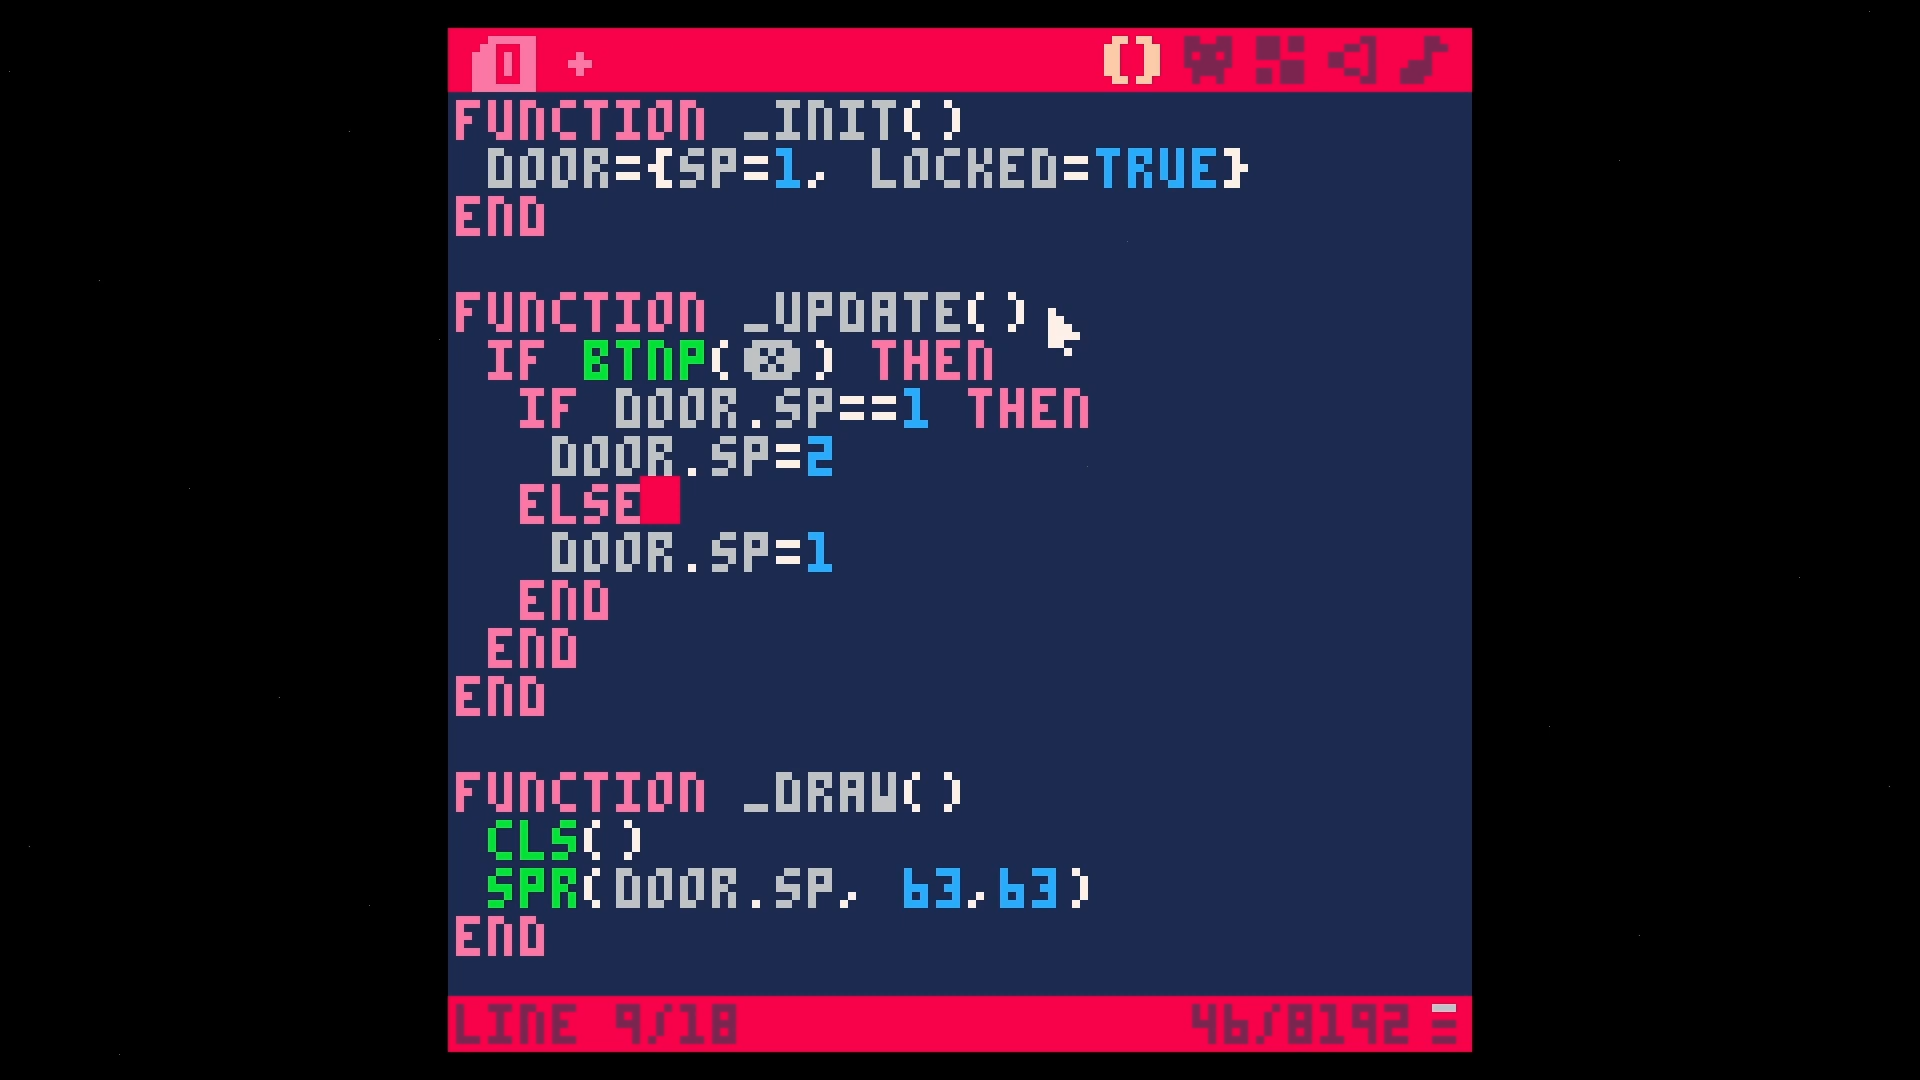 0 +
FUNCTION _INIT()
 DOOR={SP=1, LOCKED=TRUE}
END

FUNCTION _UPDATE()
 IF BTNP(❎) THEN
  IF DOOR.SP==1 THEN
   DOOR.SP=2
  ELSE
   DOOR.SP=1
  END
 END
END

FUNCTION _DRAW()
 CLS()
 SPR(DOOR.SP, 63,63)
END
LINE 9/18 46/8192